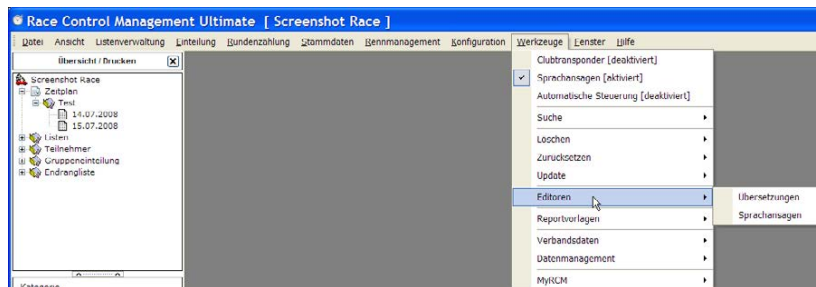 Race Control Management Ultimate [ Screenshot Race ]
Datei Ansicht Listenverwaltung Einteilung Rundenzählung Stammdaten Rennmanagement Konfiguration Werkzeuge Fenster Hilfe
Übersicht / Drucken
Screenshot Race
Zeitplan
Test
14.07.2008
15.07.2008
Listen
Teilnehmer
Gruppeneinteilung
Endrangliste
Clubtransponder [deaktiviert]
Sprachansagen [aktiviert]
Automatische Steuerung [deaktiviert]
Suche
Löschen
Zurücksetzen
Update
Editoren
Reportvorlagen
Verbandsdaten
Datenmanagement
MyRCM
Übersetzungen
Sprachansagen